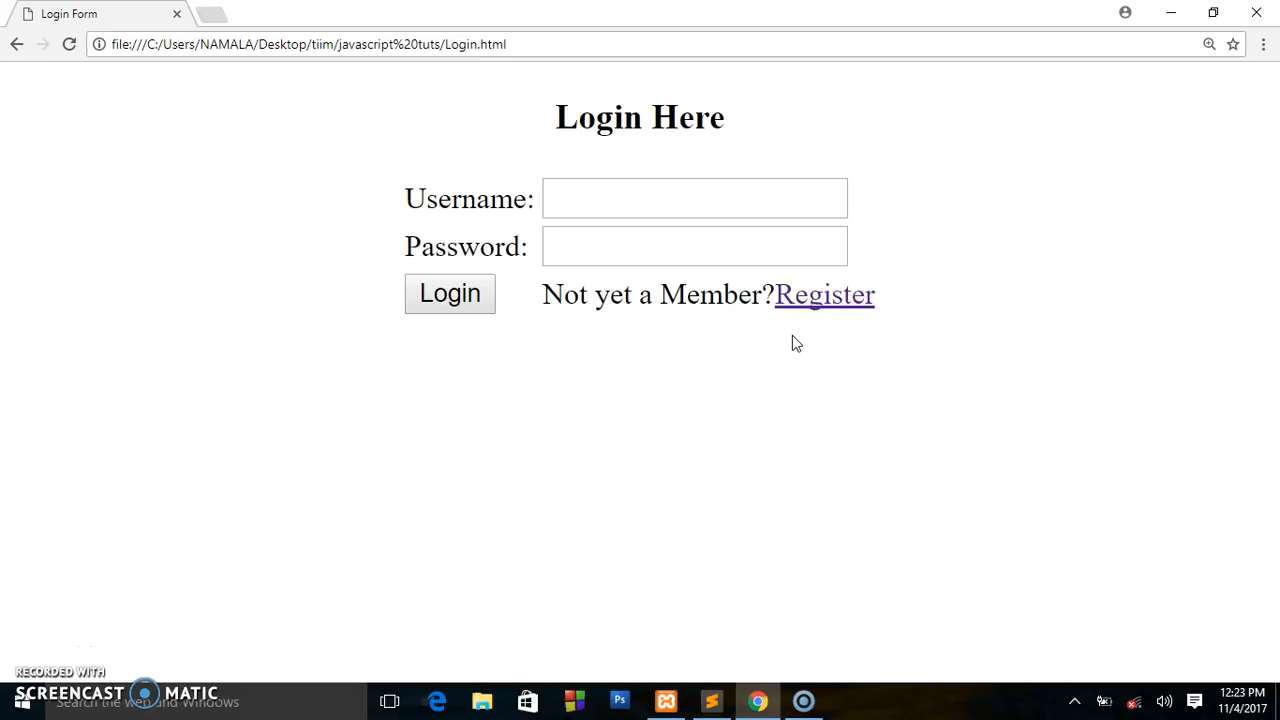 Login Form
file:///C:/Users/NAMALA/Desktop/tiim/javascript%20tuts/Login.html
Login Here
Username:
Password:
Login Not yet a Member?Register
RECORDED WITH
SCREENCAST MATIC
Search the web and Windows
Ps
12:23 PM
11/4/2017